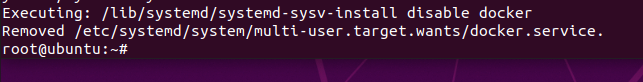 Executing: /lib/systemd/systemd-sysv-install disable docker
Removed /etc/systemd/system/multi-user.target.wants/docker.service.
root@ubuntu:~#